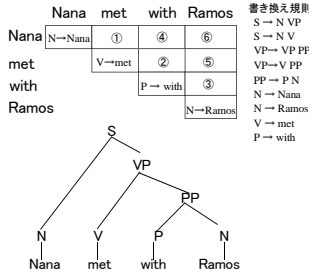 Nana met with Ramos
Nana N→Nana ① ④ ⑥
met V→met ② ⑤
with P → with ③
Ramos N→Ramos
書き換え規則
S → N VP
S → N V
VP→ VP PP
VP→V PP
PP → P N
N → Nana
N → Ramos
V → met
P → with
S
VP
PP
N V P N
Nana met with Ramos